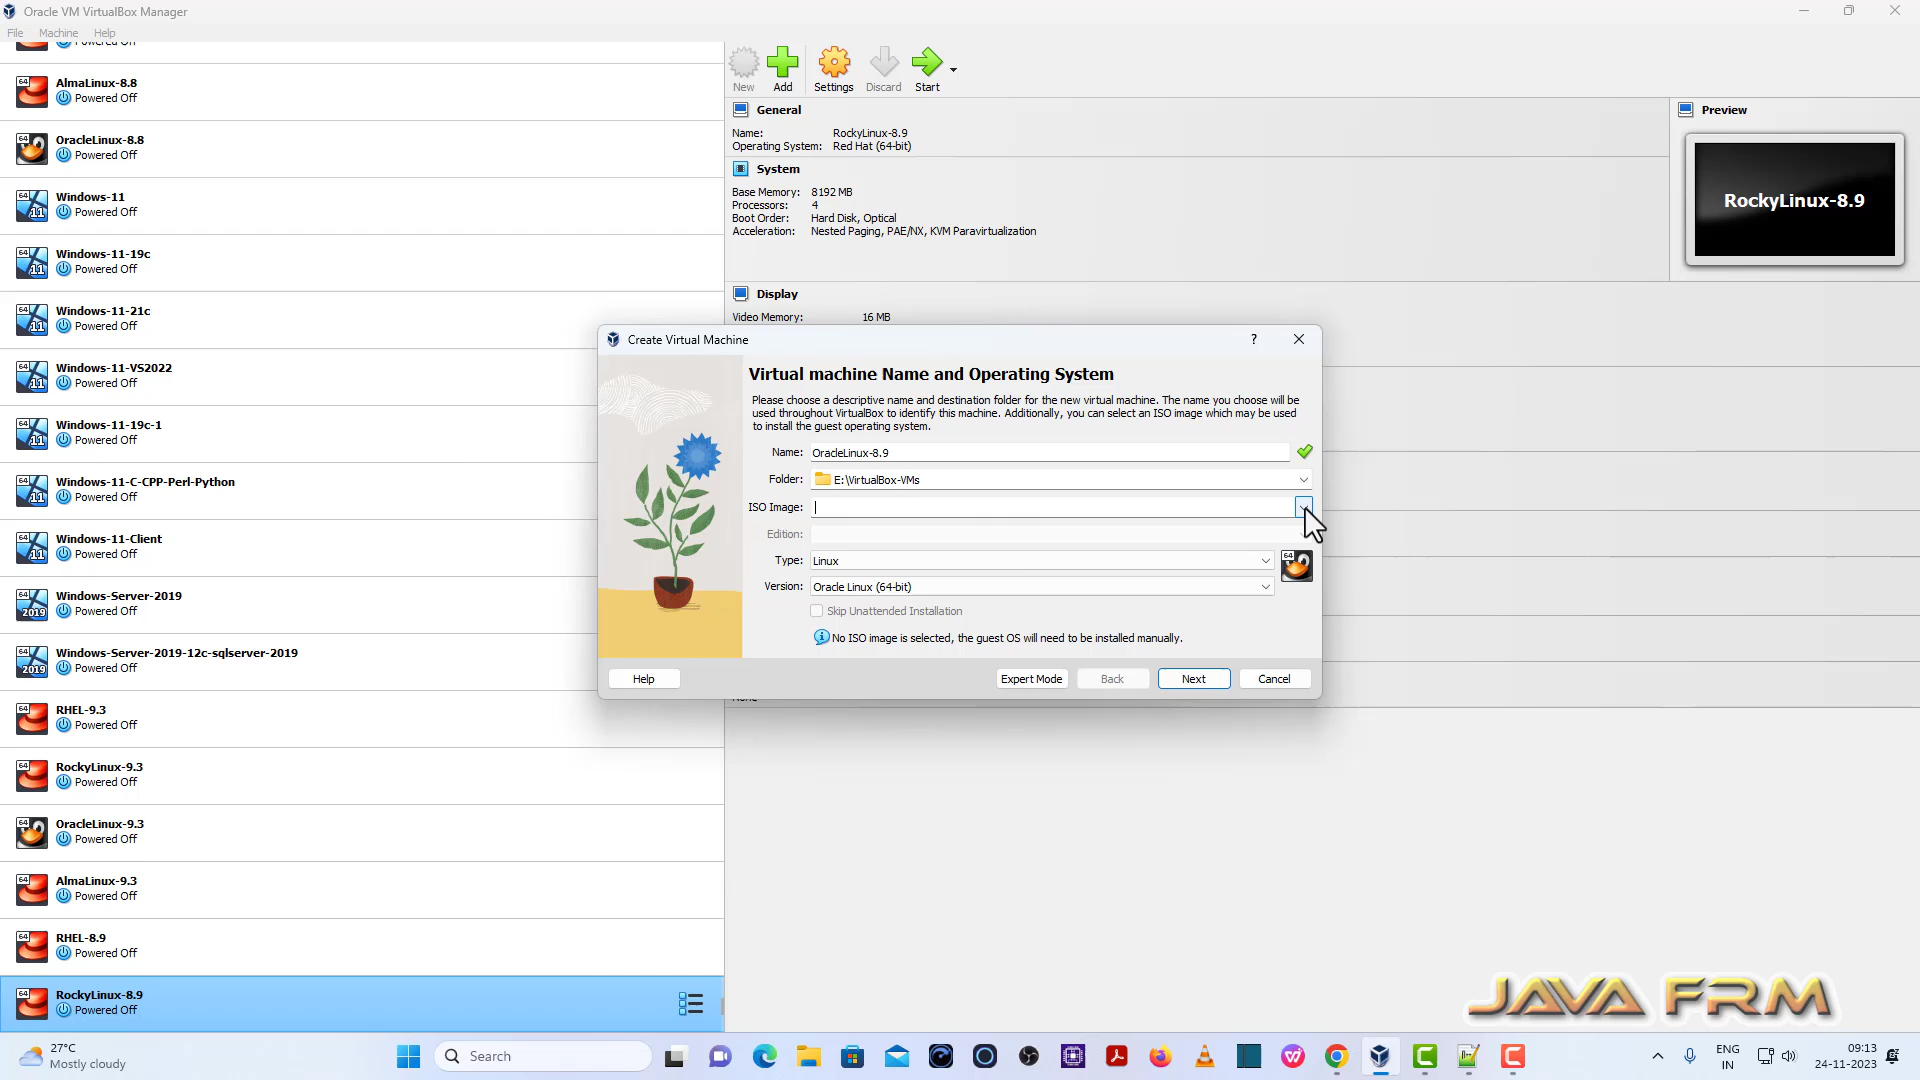 Oracle VM VirtualBox Manager
File Machine Help
Powered Off
AlmaLinux-8.8
Powered Off
OracleLinux-8.8
Powered Off
Windows-11
Powered Off
Windows-11-19c
Powered Off
Windows-11-21c
Powered Off
Windows-11-VS2022
Powered Off
Windows-11-19c-1
Powered Off
Windows-11-C-CPP-Perl-Python
Powered Off
Windows-11-Client
Powered Off
Windows-Server-2019
Powered Off
Windows-Server-2019-12c-sqlserver-2019
Powered Off
RHEL-9.3
Powered Off
RockyLinux-9.3
Powered Off
OracleLinux-9.3
Powered Off
AlmaLinux-9.3
Powered Off
RHEL-8.9
Powered Off
RockyLinux-8.9
Powered Off
New Add Settings Discard Start
General
Name: RockyLinux-8.9
Operating System: Red Hat (64-bit)
System
Base Memory: 8192 MB
Processors: 4
Boot Order: Hard Disk, Optical
Acceleration: Nested Paging, PAE/NX, KVM Paravirtualization
Display
Video Memory: 16 MB
Preview
RockyLinux-8.9
Create Virtual Machine
?
Virtual machine Name and Operating System
Please choose a descriptive name and destination folder for the new virtual machine. The name you choose will be
used throughout VirtualBox to identify this machine. Additionally, you can select an ISO image which may be used
to install the guest operating system.
Name: OracleLinux-8.9
Folder: E:\VirtualBox-VMs
ISO Image:
Edition:
Type: Linux
64
Version: Oracle Linux (64-bit)
Skip Unattended Installation
No ISO image is selected, the guest OS will need to be installed manually.
Help Expert Mode Back Next Cancel
None
JAVA FRM
27°C
Mostly cloudy
Search
ENG
IN
09:13
24-11-2023